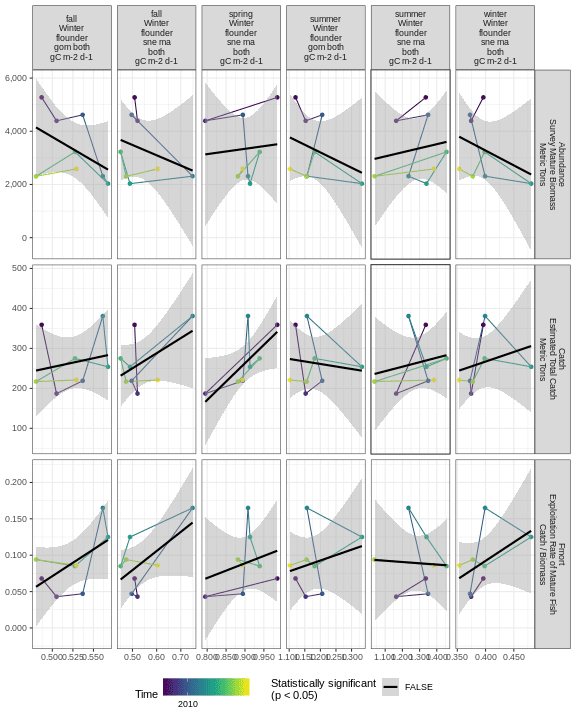 fall
Winter
flounder
gom both
gC m-2 d-1
fall
Winter
flounder
sne ma
both
gC m-2 d-1
spring
Winter
flounder
sne ma
both
gC m-2 d-1
summer
Winter
flounder
gom both
gC m-2 d-1
summer
Winter
flounder
sne ma
both
gC m-2 d-1
winter
Winter
flounder
gom both
gC m-2 d-1
6,000
4,000
2,000
0
Abundance
Survey Mature Biomass
Metric Tons
500
400
300
200
100
Catch
Estimated Total Catch
Metric Tons
0.200
0.150
0.100
0.050
0.000
Fmort
Exploitation Rate of Mature Fish
Catch / Biomass
0.500 0.525 0.550
0.50 0.60 0.70
0.800 0.850 0.900 0.950
1.100 1.150 1.200 1.250 1.300
1.100 1.200 1.300 1.400
0.350 0.400 0.450
Time
2010
Statistically significant
(p < 0.05)
FALSE